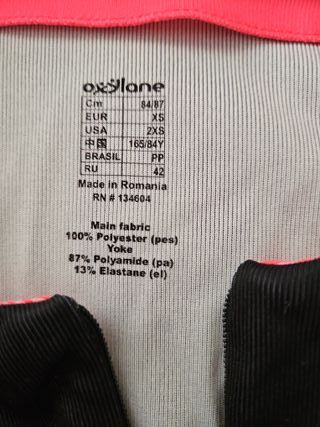 oxylane
Cm 84/87
EUR XS
USA 2XS
中国 165/84Y
BRASIL PP
RU 42
Made in Romania
RN # 134604
Main fabric
100% Polyester (pes)
Yoke
87% Polyamide (pa)
13% Elastane (el)